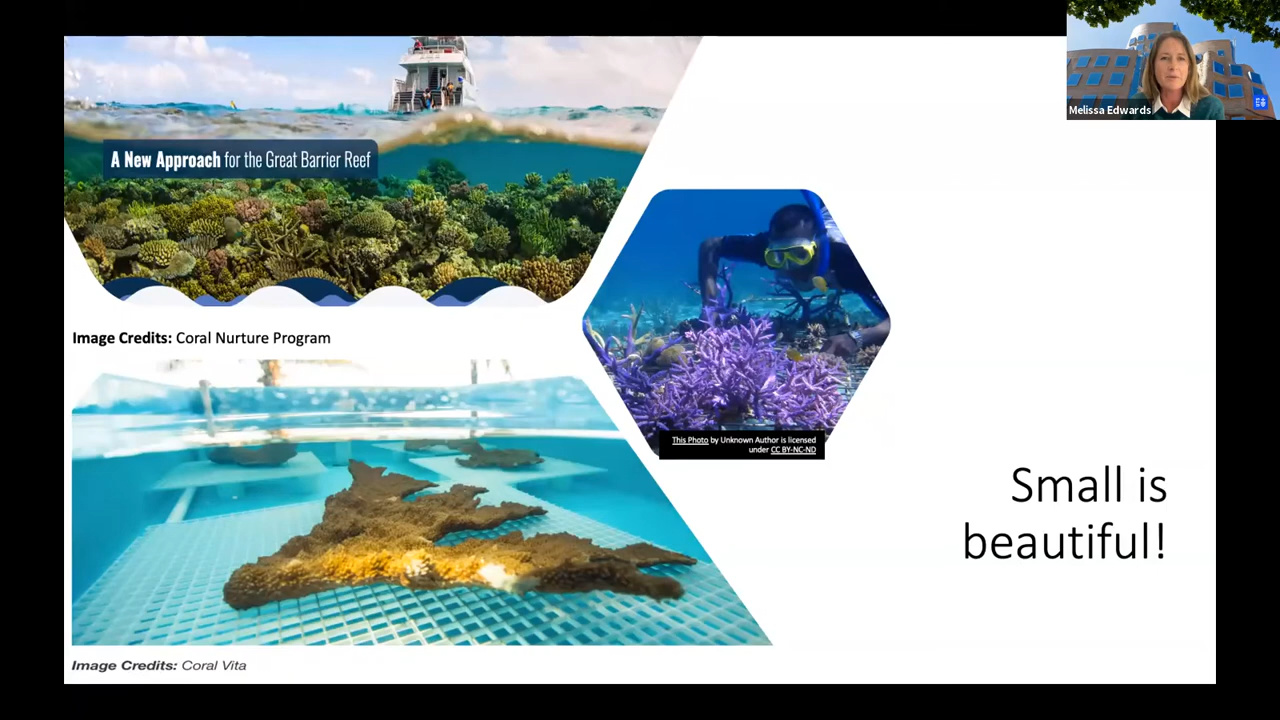 Melissa Edwards
A New Approach for the Great Barrier Reef
Image Credits: Coral Nurture Program
This Photo by Unknown Author is licensed
under CC BY-NC-ND
Small is
beautiful!
Image Credits: Coral Vita